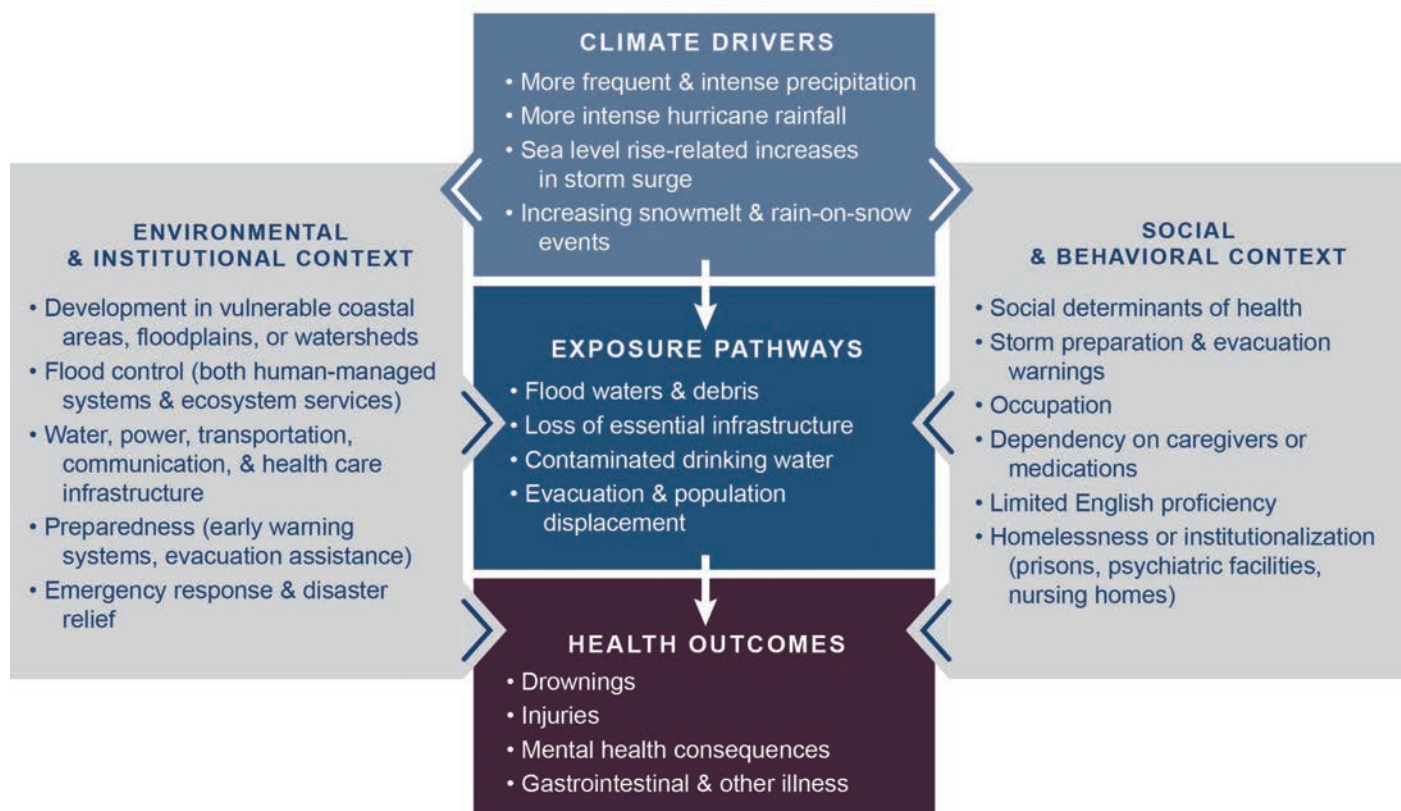 CLIMATE DRIVERS
• More frequent & intense precipitation
• More intense hurricane rainfall
• Sea level rise-related increases
in storm surge
• Increasing snowmelt & rain-on-snow
events
ENVIRONMENTAL
& INSTITUTIONAL CONTEXT
• Development in vulnerable coastal
areas, floodplains, or watersheds
• Flood control (both human-managed
systems & ecosystem services)
• Water, power, transportation,
communication, & health care
infrastructure
• Preparedness (early warning
systems, evacuation assistance)
• Emergency response & disaster
relief
EXPOSURE PATHWAYS
• Flood waters & debris
• Loss of essential infrastructure
• Contaminated drinking water
• Evacuation & population
displacement
SOCIAL
& BEHAVIORAL CONTEXT
• Social determinants of health
• Storm preparation & evacuation
warnings
• Occupation
• Dependency on caregivers or
medications
• Limited English proficiency
• Homelessness or institutionalization
(prisons, psychiatric facilities,
nursing homes)
HEALTH OUTCOMES
• Drownings
• Injuries
• Mental health consequences
• Gastrointestinal & other illness